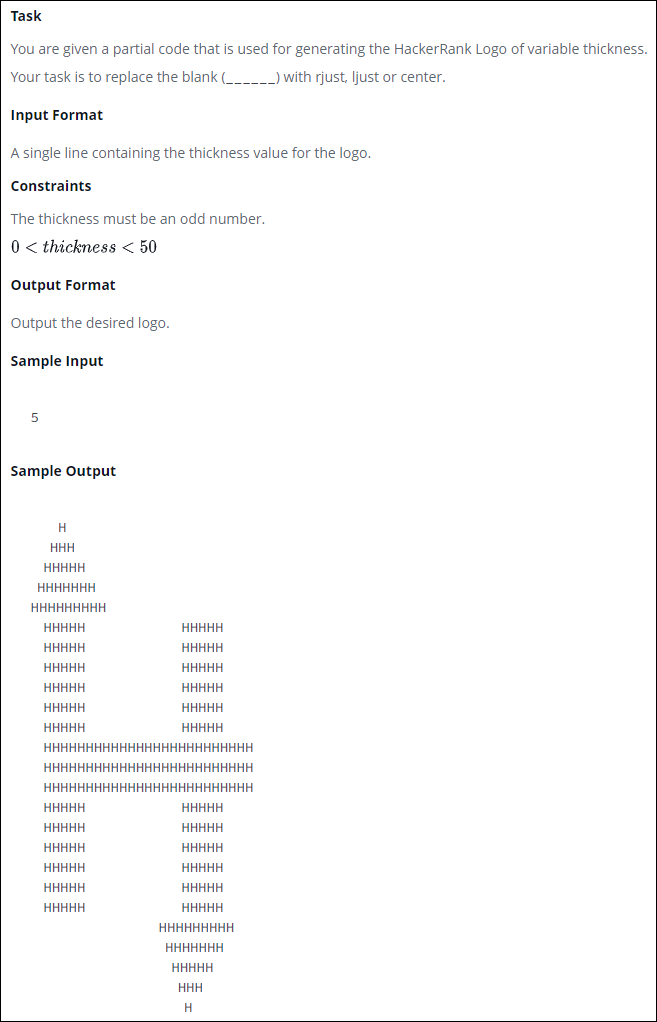 Task
You are given a partial code that is used for generating the HackerRank Logo of variable thickness.
Your task is to replace the blank (______) with rjust, ljust or center.
Input Format
A single line containing the thickness value for the logo.
Constraints
The thickness must be an odd number.
0 < thickness < 50
Output Format
Output the desired logo.
Sample Input
5
Sample Output
    H
   HHH
  HHHHH
 HHHHHHH
HHHHHHHHH
  HHHHH               HHHHH
  HHHHH               HHHHH
  HHHHH               HHHHH
  HHHHH               HHHHH
  HHHHH               HHHHH
  HHHHH               HHHHH
  HHHHHHHHHHHHHHHHHHHHHHHHH
  HHHHHHHHHHHHHHHHHHHHHHHHH
  HHHHHHHHHHHHHHHHHHHHHHHHH
  HHHHH               HHHHH
  HHHHH               HHHHH
  HHHHH               HHHHH
  HHHHH               HHHHH
  HHHHH               HHHHH
  HHHHH               HHHHH
                    HHHHHHHHH
                     HHHHHHH
                      HHHHH
                       HHH
                        H